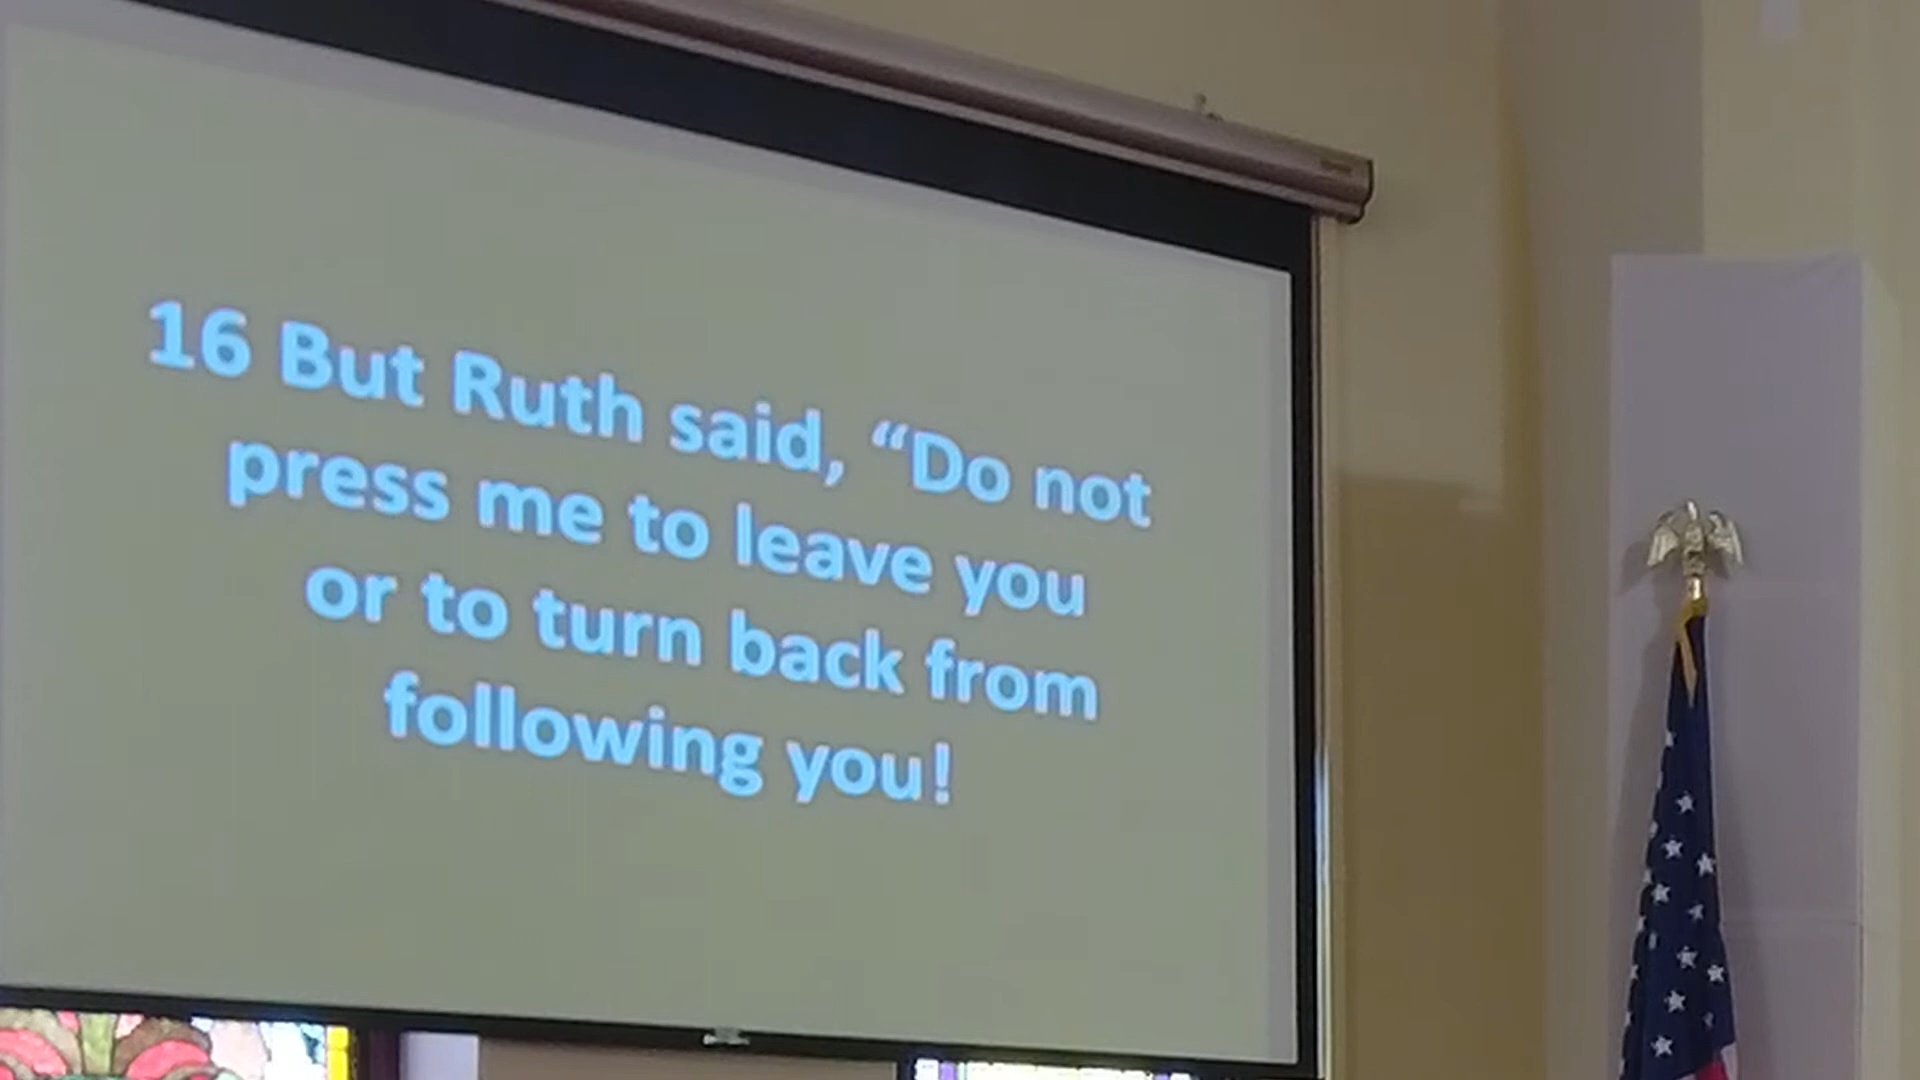 16 But Ruth said, “Do not
press me to leave you
or to turn back from
following you!